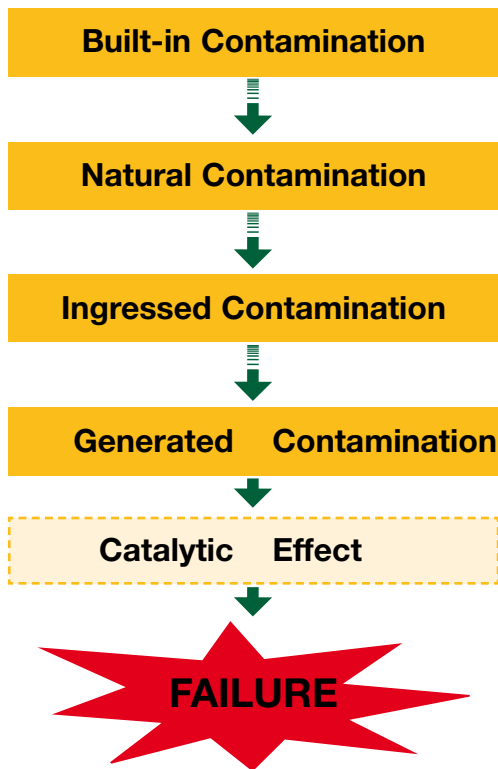 Built-in Contamination
Natural Contamination
Ingressed Contamination
Generated Contamination
Catalytic Effect
FAILURE